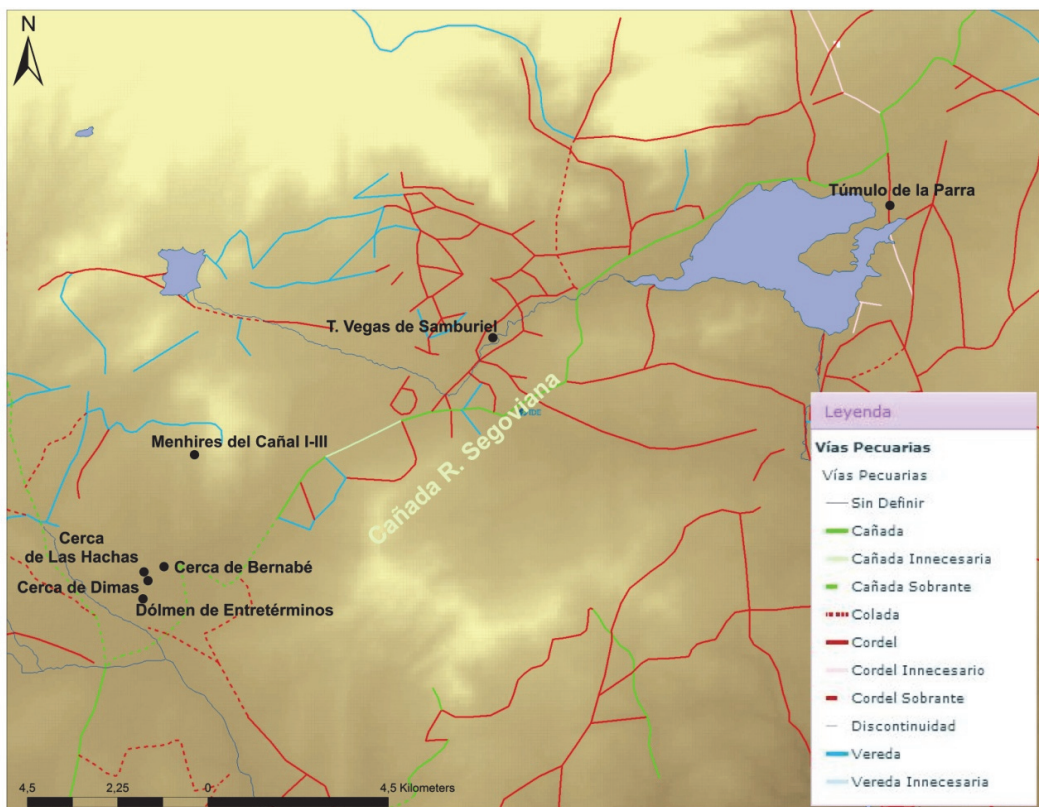 N
Túmulo de la Parra
T. Vegas de Samburiel
Cañada R. Segoviana
Menhires del Cañal I-III
Cerca
de Las Hachas
Cerca de Bernabé
Cerca de Dimas
Dólmen de Entretérminos
4,5
2,25
0
4,5 Kilometers
Leyenda
Vías Pecuarias
Vías Pecuarias
Sin Definir
Cañada
Cañada Innecesaria
Cañada Sobrante
Colada
Cordel
Cordel Innecesario
Cordel Sobrante
Discontinuidad
Vereda
Vereda Innecesaria